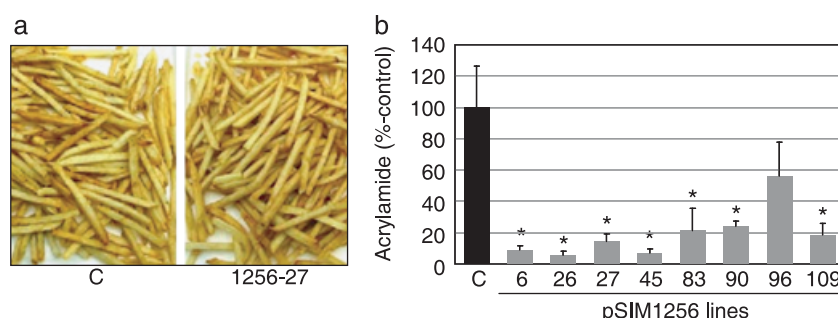 a
C 1256-27
b
Acrylamide (%-control)
140
120
100
80
60
40
20
0
* * * * * * *
C 6 26 27 45 83 90 96 109
pSIM1256 lines